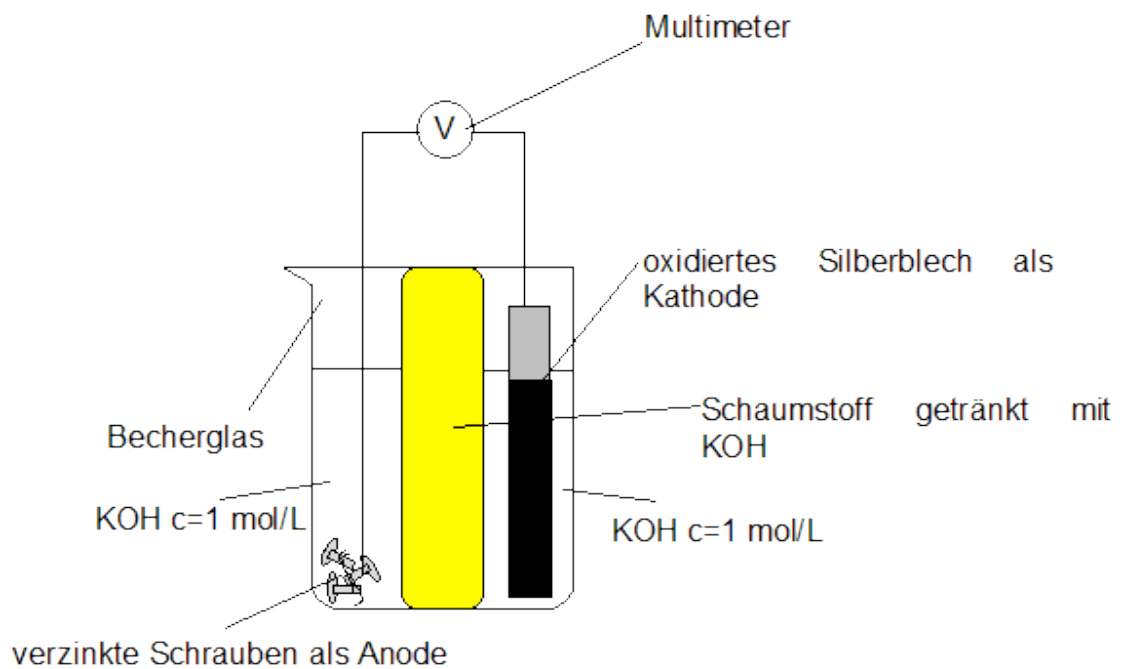 Multimeter
V
oxidiertes Silberblech als
Kathode
Schaumstoff getränkt mit
KOH
Becherglas
KOH c=1 mol/L
KOH c=1 mol/L
verzinkte Schrauben als Anode